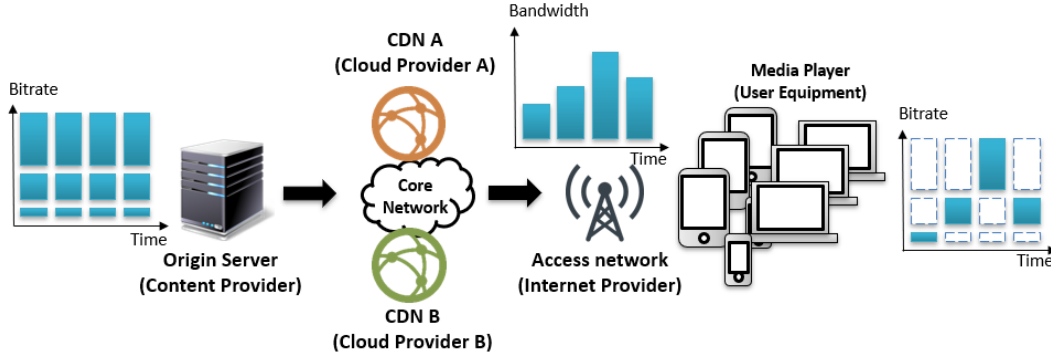 Bitrate
Time
Origin Server
(Content Provider)
CDN A
(Cloud Provider A)
Core
Network
CDN B
(Cloud Provider B)
Bandwidth
Time
Access network
(Internet Provider)
Media Player
(User Equipment)
Bitrate
Time